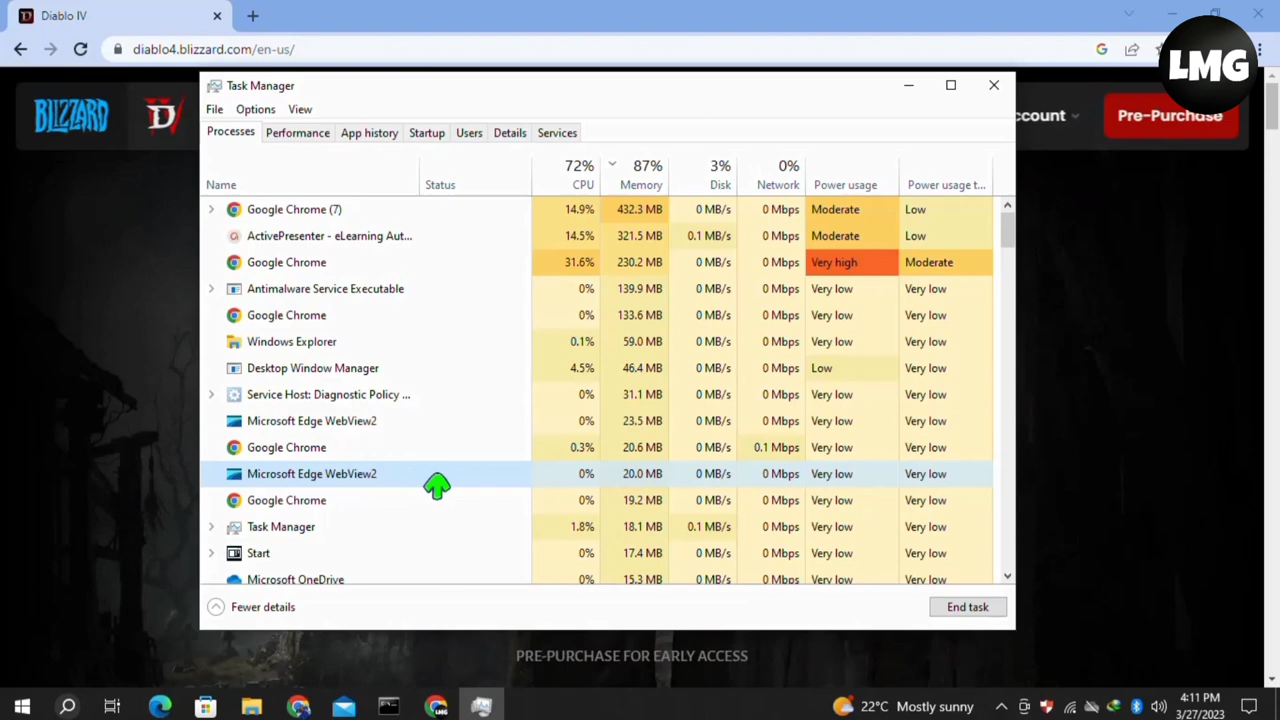 Diablo IV
diablo4.blizzard.com/en-us/
LMG
BLIZZARD
ccount
Pre-Purchase
Task Manager
File Options View
Processes Performance App history Startup Users Details Services
72% 87% 3% 0%
Name Status CPU Memory Disk Network Power usage Power usage t...
Google Chrome (7) 14.9% 432.3 MB 0 MB/s 0 Mbps Moderate Low
ActivePresenter - eLearning Aut... 14.5% 321.5 MB 0.1 MB/s 0 Mbps Moderate Low
Google Chrome 31.6% 230.2 MB 0 MB/s 0 Mbps Very high Moderate
Antimalware Service Executable 0% 139.9 MB 0 MB/s 0 Mbps Very low Very low
Google Chrome 0% 133.6 MB 0 MB/s 0 Mbps Very low Very low
Windows Explorer 0.1% 59.0 MB 0 MB/s 0 Mbps Very low Very low
Desktop Window Manager 4.5% 46.4 MB 0 MB/s 0 Mbps Low Very low
Service Host: Diagnostic Policy ... 0% 31.1 MB 0 MB/s 0 Mbps Very low Very low
Microsoft Edge WebView2 0% 23.5 MB 0 MB/s 0 Mbps Very low Very low
Google Chrome 0.3% 20.6 MB 0 MB/s 0.1 Mbps Very low Very low
Microsoft Edge WebView2 0% 20.0 MB 0 MB/s 0 Mbps Very low Very low
Google Chrome 0% 19.2 MB 0 MB/s 0 Mbps Very low Very low
Task Manager 1.8% 18.1 MB 0.1 MB/s 0 Mbps Very low Very low
Start 0% 17.4 MB 0 MB/s 0 Mbps Very low Very low
Microsoft OneDrive 0% 15.3 MB 0 MB/s 0 Mbps Very low Very low
Fewer details End task
PRE-PURCHASE FOR EARLY ACCESS
22°C Mostly sunny
4:11 PM
3/27/2023